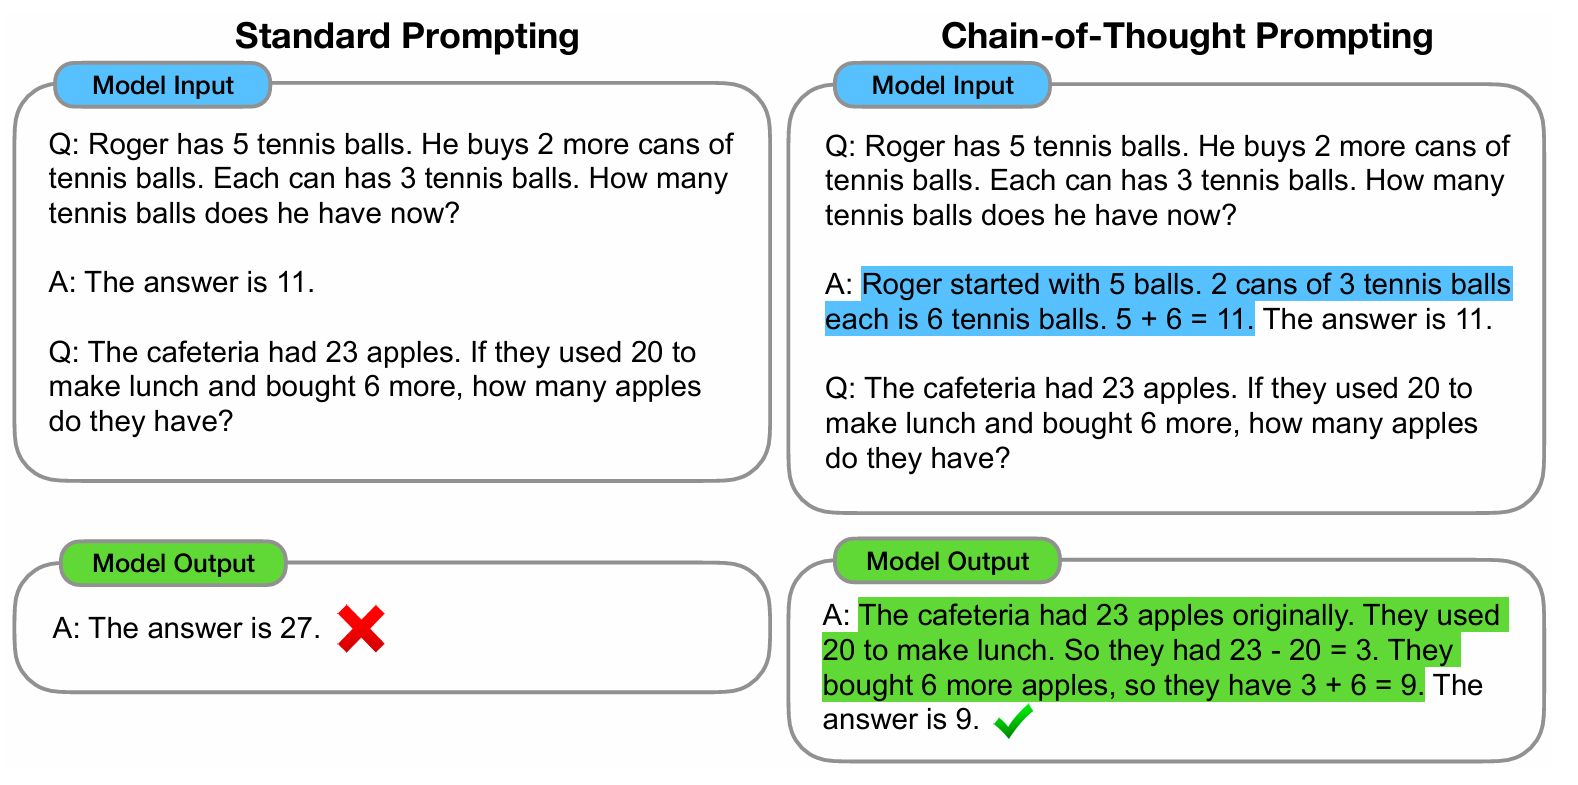 Standard Prompting
Model Input
Q: Roger has 5 tennis balls. He buys 2 more cans of
tennis balls. Each can has 3 tennis balls. How many
tennis balls does he have now?
A: The answer is 11.
Q: The cafeteria had 23 apples. If they used 20 to
make lunch and bought 6 more, how many apples
do they have?
Model Output
A: The answer is 27.
Chain-of-Thought Prompting
Model Input
Q: Roger has 5 tennis balls. He buys 2 more cans of
tennis balls. Each can has 3 tennis balls. How many
tennis balls does he have now?
A: Roger started with 5 balls. 2 cans of 3 tennis balls
each is 6 tennis balls. 5 + 6 = 11. The answer is 11.
Q: The cafeteria had 23 apples. If they used 20 to
make lunch and bought 6 more, how many apples
do they have?
Model Output
A: The cafeteria had 23 apples originally. They used
20 to make lunch. So they had 23 - 20 = 3. They
bought 6 more apples, so they have 3 + 6 = 9. The
answer is 9.